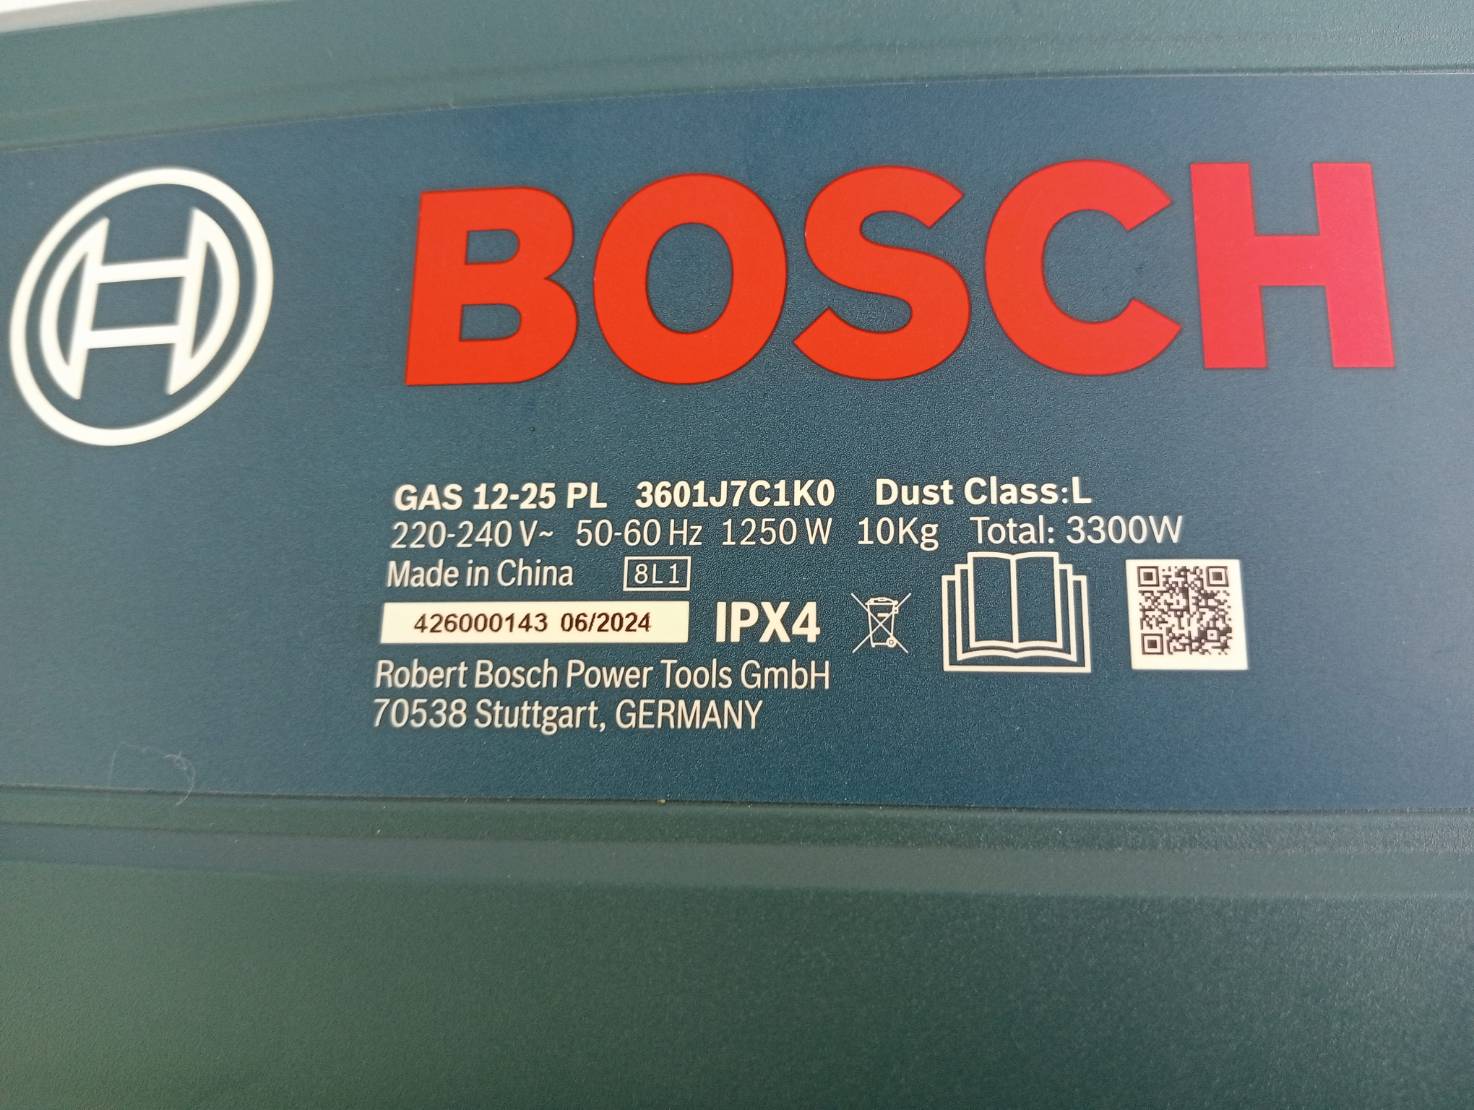 BOSCH
GAS 12-25 PL 3601J7C1K0 Dust Class:L
220-240 V~ 50-60 Hz 1250 W 10Kg Total: 3300W
Made in China 8L1
426000143 06/2024 IPX4
Robert Bosch Power Tools GmbH
70538 Stuttgart, GERMANY